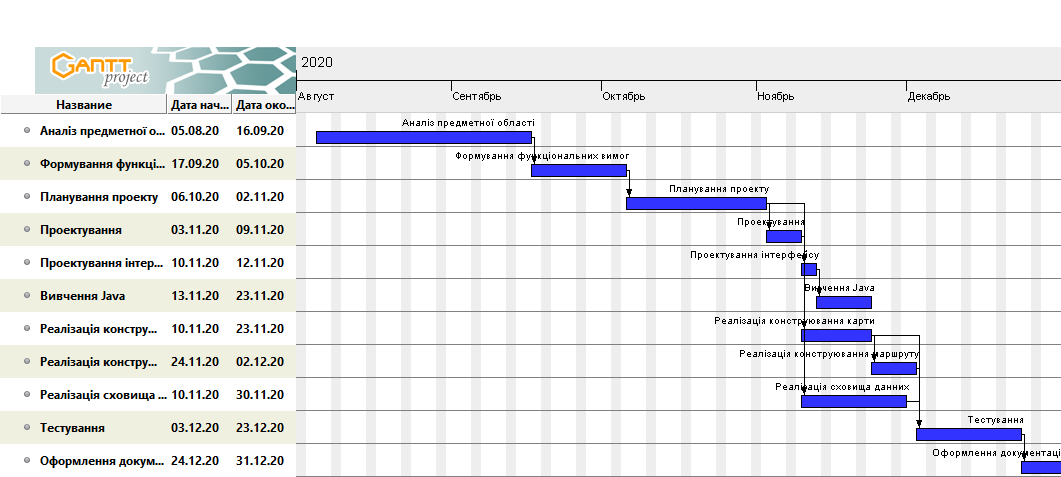 2020
GANTT
project
Август Сентябрь Октябрь Ноябрь Декабрь
Название Дата нач... Дата око...
Аналіз предметної о... 05.08.20 16.09.20 Аналіз предметної області
Формування функці... 17.09.20 05.10.20 Формування функціональних вимог
Планування проекту 06.10.20 02.11.20 Планування проекту
Проектування 03.11.20 09.11.20 Проектування
Проектування інтер... 10.11.20 12.11.20 Проектування інтерфейсу
Вивчення Java 13.11.20 23.11.20 Вивчення Java
Реалізація констру... 10.11.20 23.11.20 Реалізація конструювання карти
Реалізація констру... 24.11.20 02.12.20 Реалізація конструювання маршруту
Реалізація сховища ... 10.11.20 30.11.20 Реалізація сховища данних
Тестування 03.12.20 23.12.20 Тестування
Оформлення докум... 24.12.20 31.12.20 Оформлення документаці